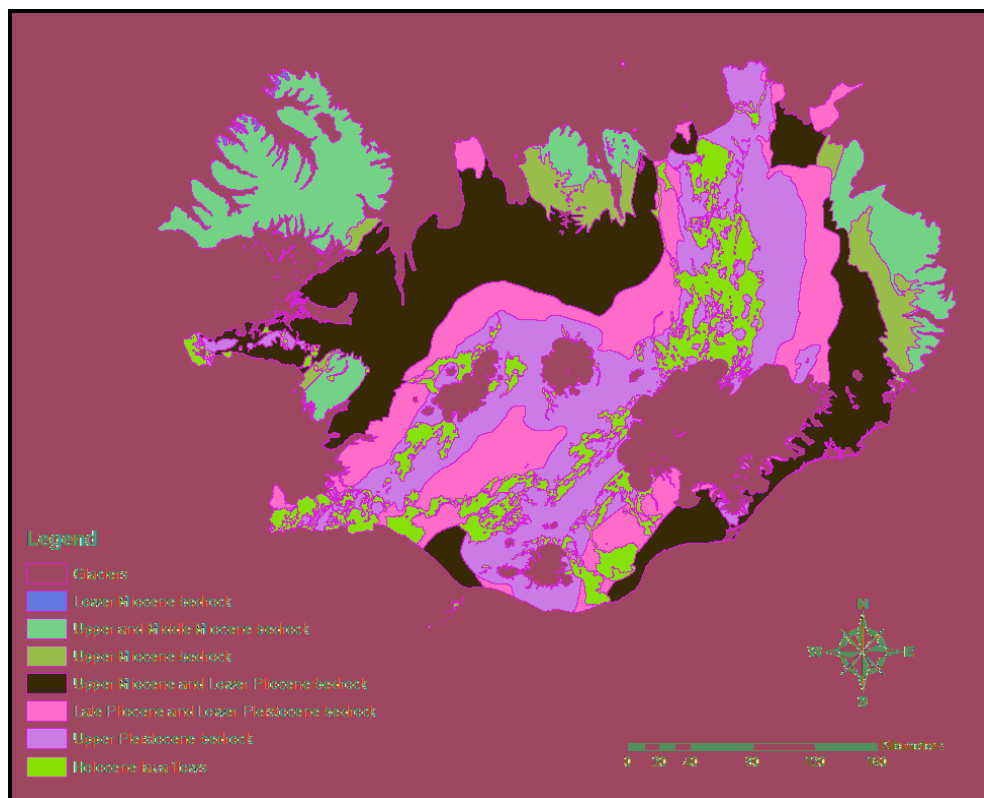 Legend
Glaciers
Lower Miocene bedrock
Upper and Middle Miocene bedrock
Upper Miocene bedrock
Upper Miocene and Lower Pliocene bedrock
Late Pliocene and Lower Pleistocene bedrock
Upper Pleistocene bedrock
Holocene lava flows
N
W E
S
Kilometers
0 20 40 80 120 160